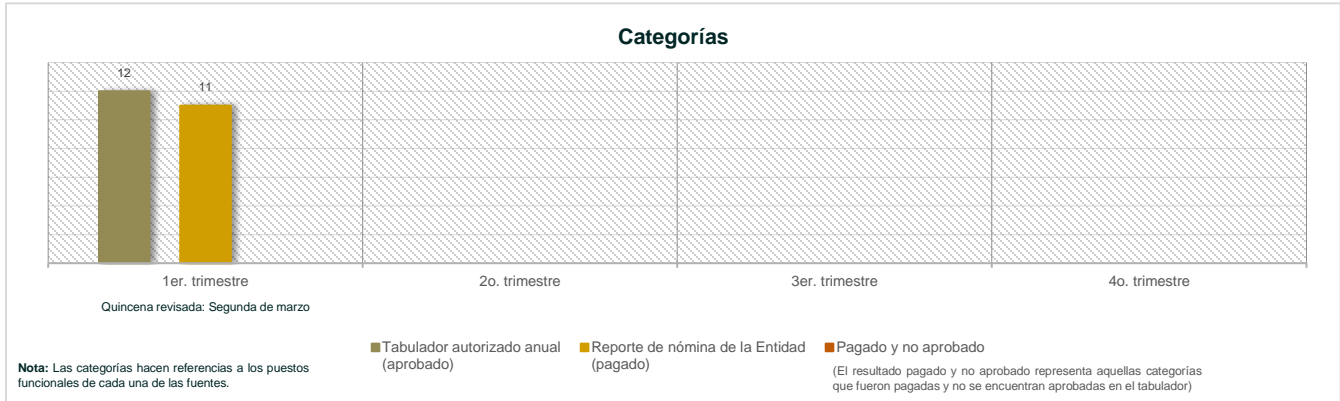 Categorías
12
11
1er. trimestre
2o. trimestre
3er. trimestre
4o. trimestre
Quincena revisada: Segunda de marzo
Tabulador autorizado anual
(aprobado)
Reporte de nómina de la Entidad
(pagado)
Pagado y no aprobado
(El resultado pagado y no aprobado representa aquellas categorías
que fueron pagadas y no se encuentran aprobadas en el tabulador)
Nota: Las categorías hacen referencias a los puestos
funcionales de cada una de las fuentes.